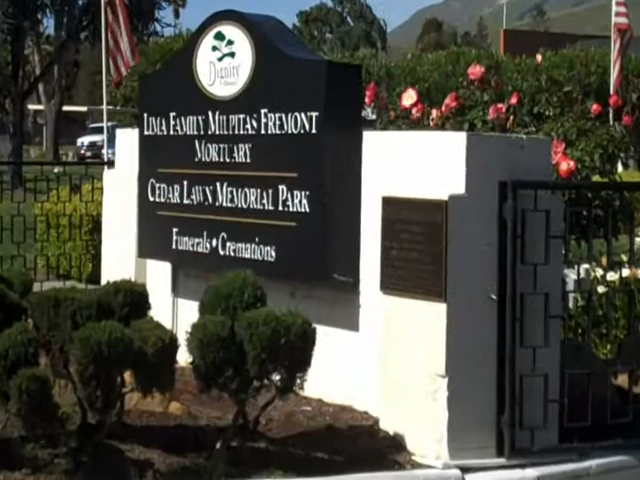 Dignity
LIMA FAMILY MILPITAS FREMONT
MORTUARY
CEDAR LAWN MEMORIAL PARK
Funerals • Cremations